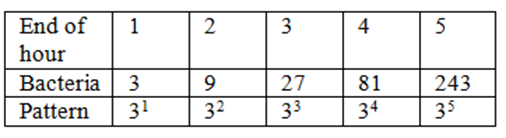 End of hour 1 2 3 4 5
Bacteria 3 9 27 81 243
Pattern 3¹ 3² 3³ 3⁴ 3⁵